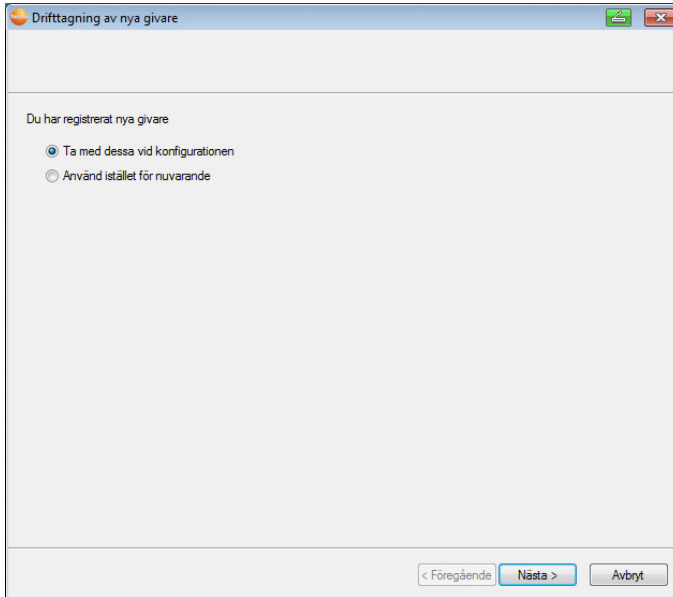 testo Drifttagning av nya givare
Du har registrerat nya givare
Ta med dessa vid konfigurationen
Använd istället för nuvarande
< Föregående Nästa > Avbryt